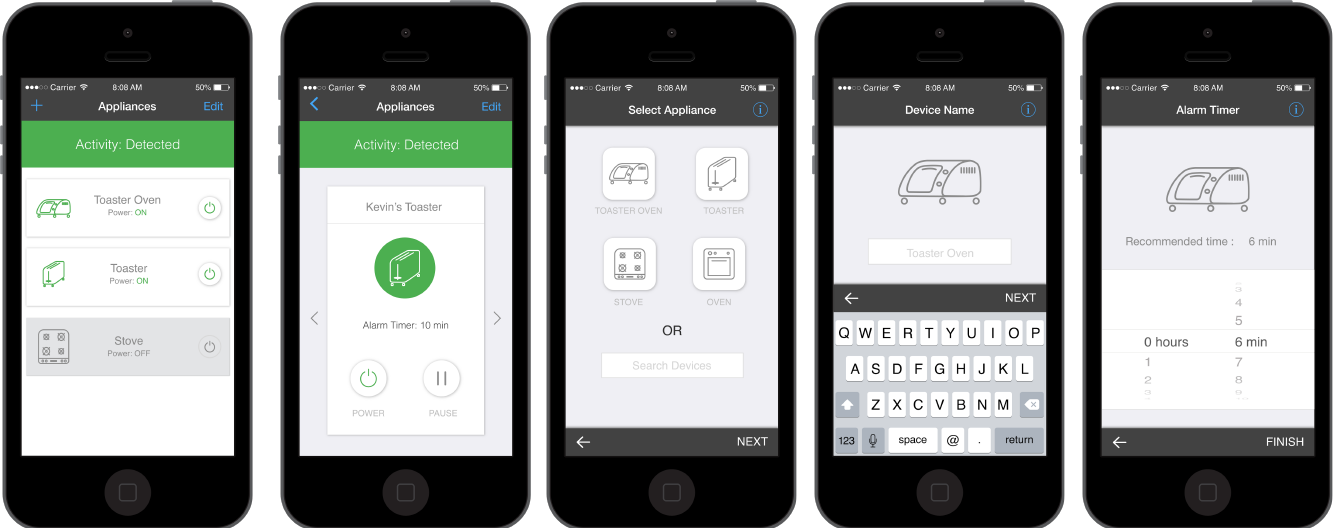 Carrier 8:08 AM 50%
+ Appliances Edit
Activity: Detected
Toaster Oven
Power: ON
Toaster
Power: ON
Stove
Power: OFF
Carrier 8:08 AM 50%
Appliances Edit
Activity: Detected
Kevin's Toaster
Alarm Timer: 10 min
POWER PAUSE
Carrier 8:08 AM 50%
Select Appliance i
TOASTER OVEN TOASTER
STOVE OVEN
OR
Search Devices
NEXT
Carrier 8:08 AM 50%
Device Name i
Toaster Oven
NEXT
Q W E R T Y U I O P
A S D F G H J K L
Z X C V B N M
123 space @ . return
Carrier 8:08 AM 50%
Alarm Timer i
Recommended time : 6 min
3
4
5
0 hours 6 min
1 7
2 8
3 9
FINISH